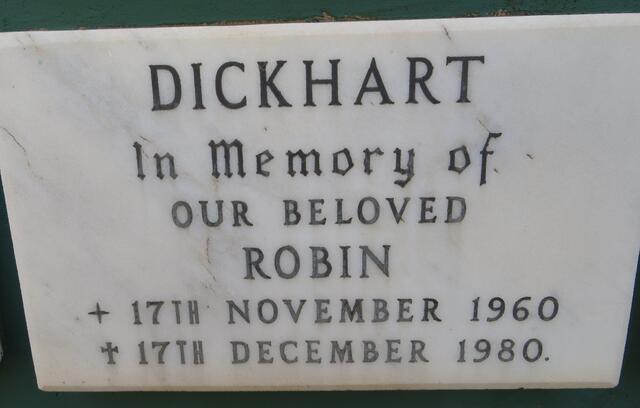 DICKHART
In Memory of
OUR BELOVED
ROBIN
+ 17TH NOVEMBER 1960
† 17TH DECEMBER 1980.